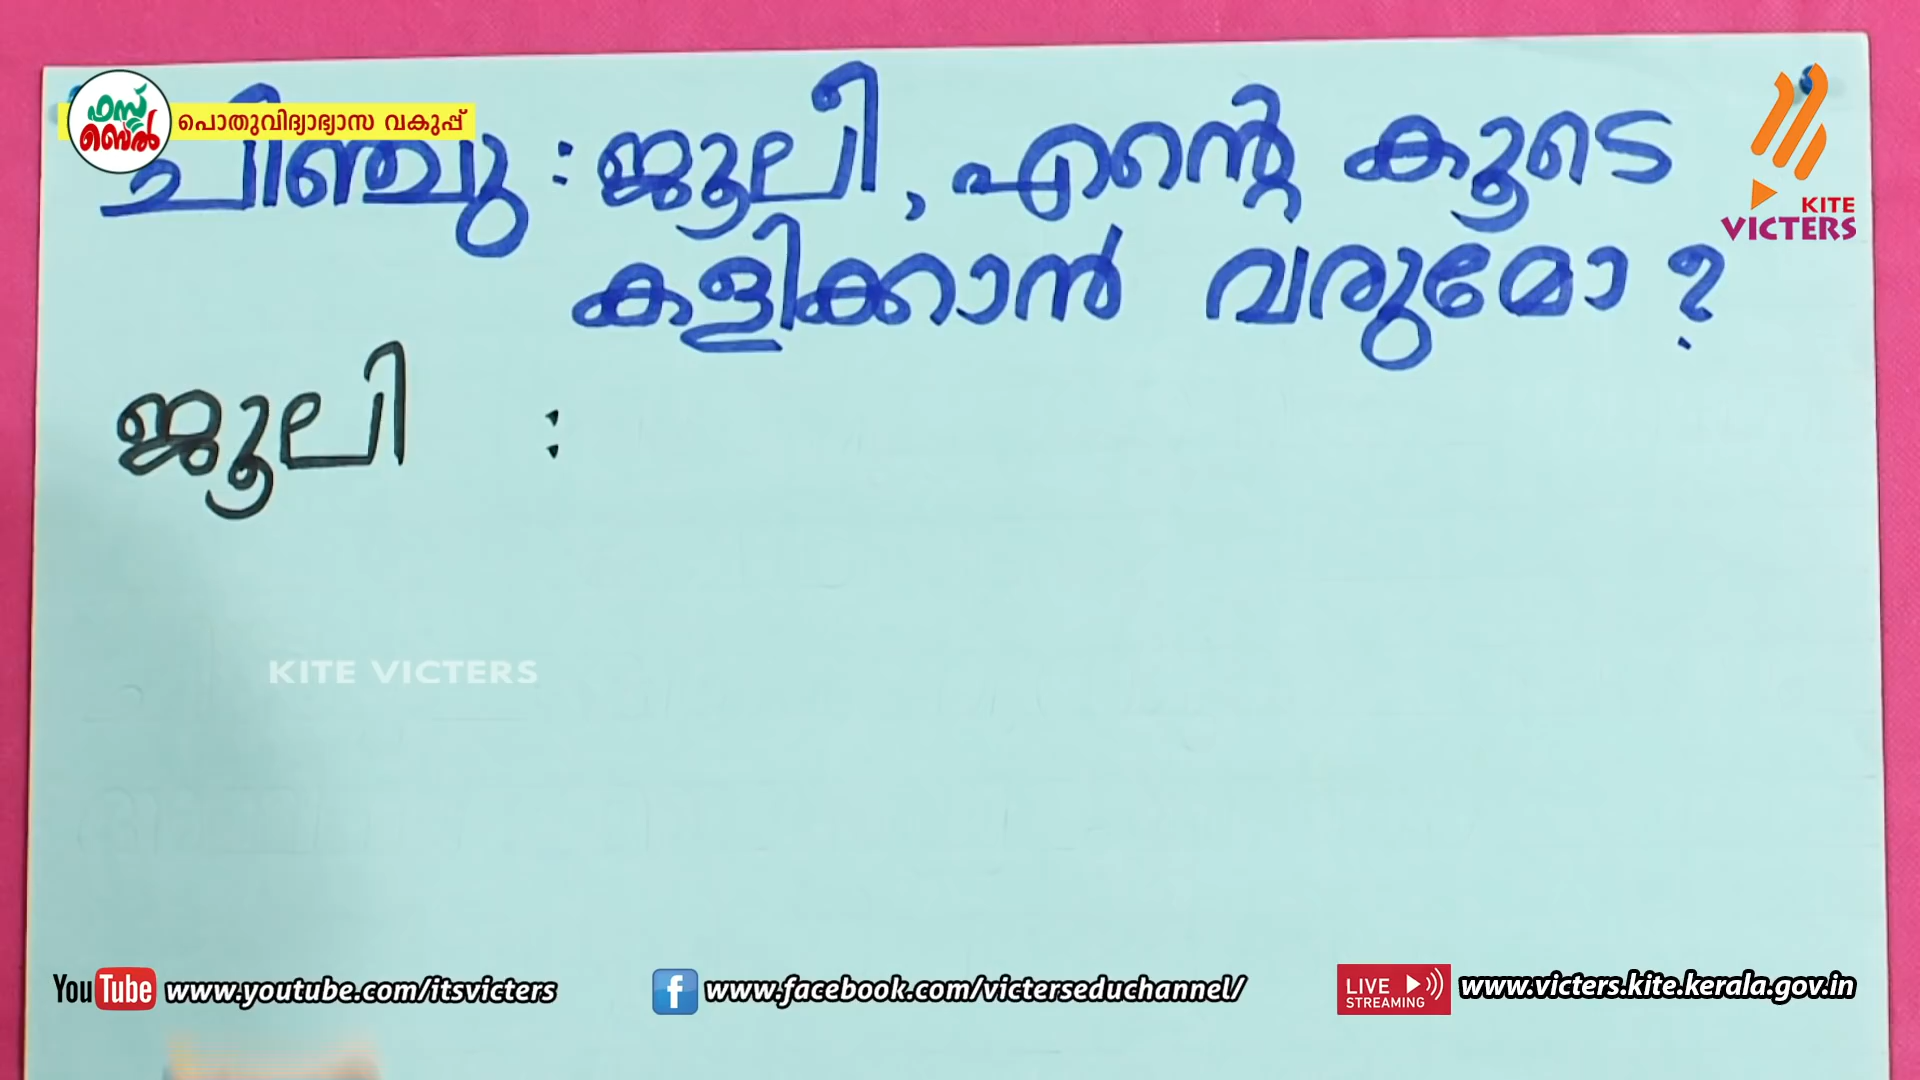 ഫസ്റ്റ് ബെൽ
പൊതുവിദ്യാഭ്യാസ വകുപ്പ്
KITE VICTERS
ചിഞ്ചു : ജൂലീ, എന്റെ കൂടെ
കളിക്കാൻ വരുമോ ?
ജൂലി :
KITE VICTERS
YouTube www.youtube.com/itsvicters
f www.facebook.com/victerseduchannel/
LIVE STREAMING www.victers.kite.kerala.gov.in